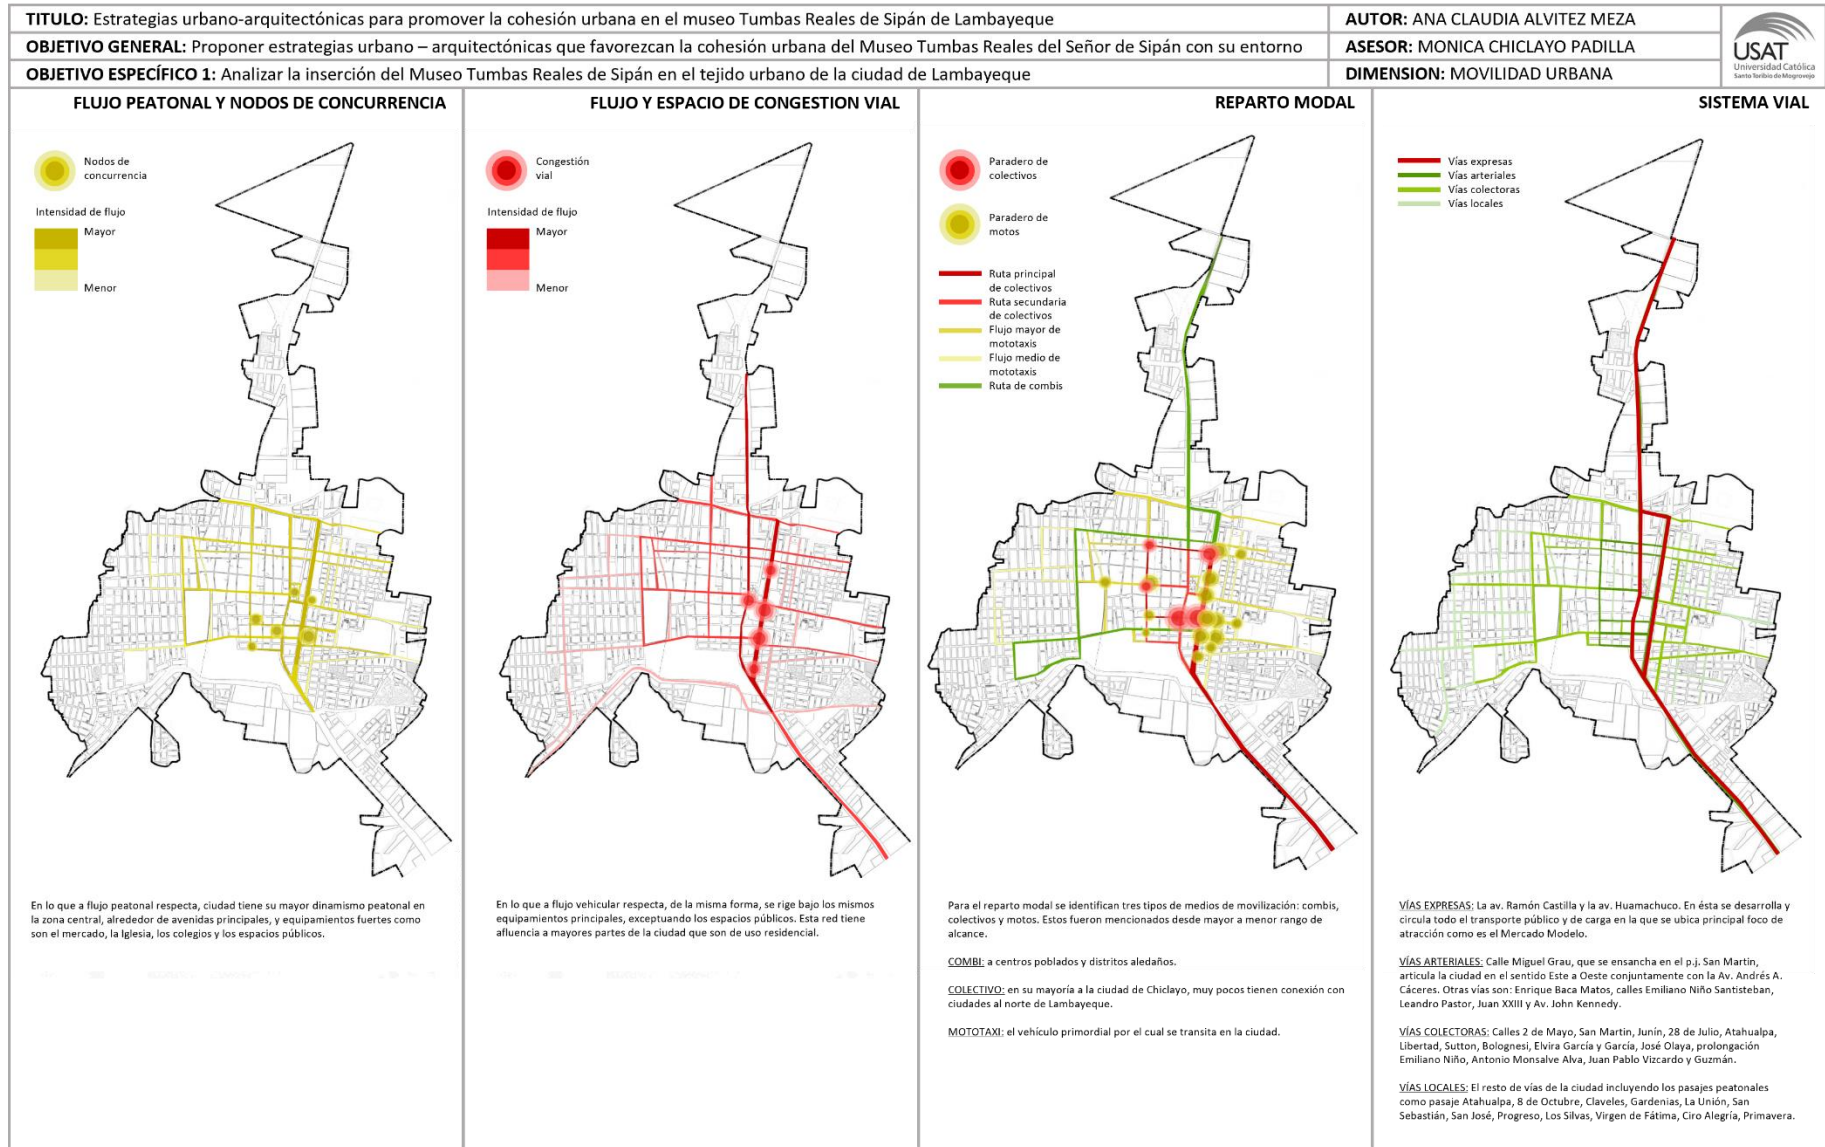 TITULO: Estrategias urbano-arquitectónicas para promover la cohesión urbana en el museo Tumbas Reales de Sipán de Lambayeque
AUTOR: ANA CLAUDIA ALVITEZ MEZA
OBJETIVO GENERAL: Proponer estrategias urbano – arquitectónicas que favorezcan la cohesión urbana del Museo Tumbas Reales del Señor de Sipán con su entorno
ASESOR: MONICA CHICLAYO PADILLA
OBJETIVO ESPECÍFICO 1: Analizar la inserción del Museo Tumbas Reales de Sipán en el tejido urbano de la ciudad de Lambayeque
DIMENSION: MOVILIDAD URBANA
USAT
Universidad Católica
Santo Toribio de Mogrovejo
FLUJO PEATONAL Y NODOS DE CONCURRENCIA
Nodos de
concurrencia
Intensidad de flujo
Mayor
Menor
En lo que a flujo peatonal respecta, ciudad tiene su mayor dinamismo peatonal en
la zona central, alrededor de avenidas principales, y equipamientos fuertes como
son el mercado, la Iglesia, los colegios y los espacios públicos.
FLUJO Y ESPACIO DE CONGESTION VIAL
Congestión
vial
Intensidad de flujo
Mayor
Menor
En lo que a flujo vehicular respecta, de la misma forma, se rige bajo los mismos
equipamientos principales, exceptuando los espacios públicos. Esta red tiene
afluencia a mayores partes de la ciudad que son de uso residencial.
REPARTO MODAL
Paradero de
colectivos
Paradero de
motos
Ruta principal
de colectivos
Ruta secundaria
de colectivos
Flujo mayor de
mototaxis
Flujo medio de
mototaxis
Ruta de combis
Para el reparto modal se identifican tres tipos de medios de movilización: combis,
colectivos y motos. Estos fueron mencionados desde mayor a menor rango de
alcance.
COMBI: a centros poblados y distritos aledaños.
COLECTIVO: en su mayoría a la ciudad de Chiclayo, muy pocos tienen conexión con
ciudades al norte de Lambayeque.
MOTOTAXI: el vehículo primordial por el cual se transita en la ciudad.
SISTEMA VIAL
Vías expresas
Vías arteriales
Vías colectoras
Vías locales
VÍAS EXPRESAS: La av. Ramón Castilla y la av. Huamachuco. En ésta se desarrolla y
circula todo el transporte público y de carga en la que se ubica principal foco de
atracción como es el Mercado Modelo.
VÍAS ARTERIALES: Calle Miguel Grau, que se ensancha en el p.j. San Martin,
articula la ciudad en el sentido Este a Oeste conjuntamente con la Av. Andrés A.
Cáceres. Otras vías son: Enrique Baca Matos, calles Emiliano Niño Santisteban,
Leandro Pastor, Juan XXIII y Av. John Kennedy.
VÍAS COLECTORAS: Calles 2 de Mayo, San Martin, Junín, 28 de Julio, Atahualpa,
Libertad, Sutton, Bolognesi, Elvira García y García, José Olaya, prolongación
Emiliano Niño, Antonio Monsalve Alva, Juan Pablo Vizcardo y Guzmán.
VÍAS LOCALES: El resto de vías de la ciudad incluyendo los pasajes peatonales
como pasaje Atahualpa, 8 de Octubre, Claveles, Gardenias, La Unión, San
Sebastián, San José, Progreso, Los Silvas, Virgen de Fátima, Ciro Alegría, Primavera.